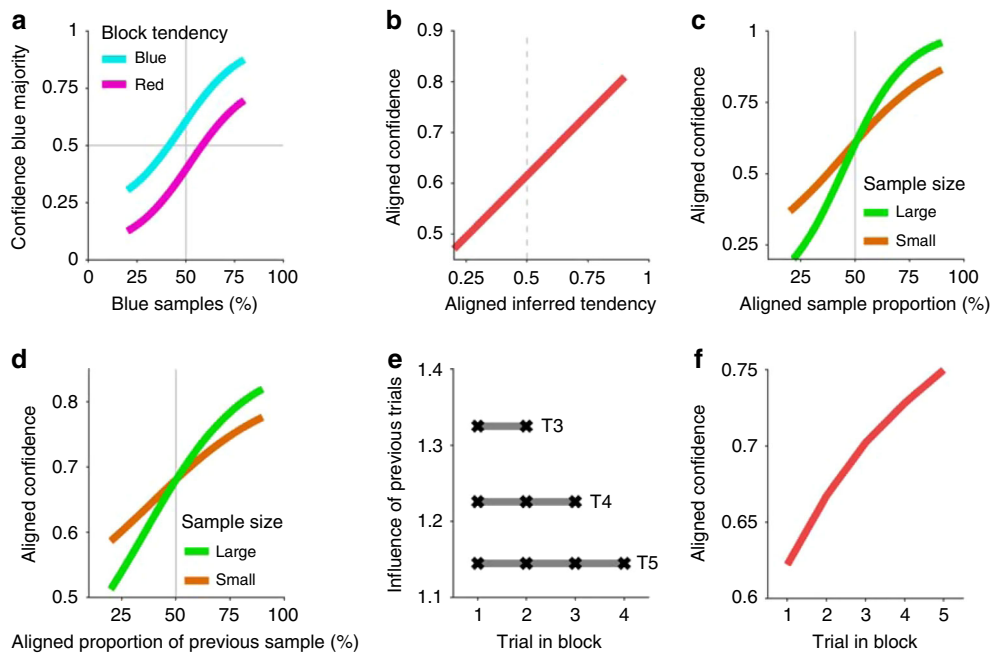 a
Confidence blue majority
1
0.75
0.5
0.25
0
Block tendency
Blue
Red
0
25
50
75
100
Blue samples (%)
b
Aligned confidence
0.9
0.8
0.7
0.6
0.5
0.25
0.5
0.75
1
Aligned inferred tendency
c
Aligned confidence
1
0.75
0.5
0.25
Sample size
Large
Small
25
50
75
100
Aligned sample proportion (%)
d
Aligned confidence
0.8
0.7
0.6
0.5
Sample size
Large
Small
25
50
75
100
Aligned proportion of previous sample (%)
e
Influence of previous trials
1.4
1.3
1.2
1.1
T3
T4
T5
1
2
3
4
Trial in block
f
Aligned confidence
0.75
0.7
0.65
0.6
1
2
3
4
5
Trial in block